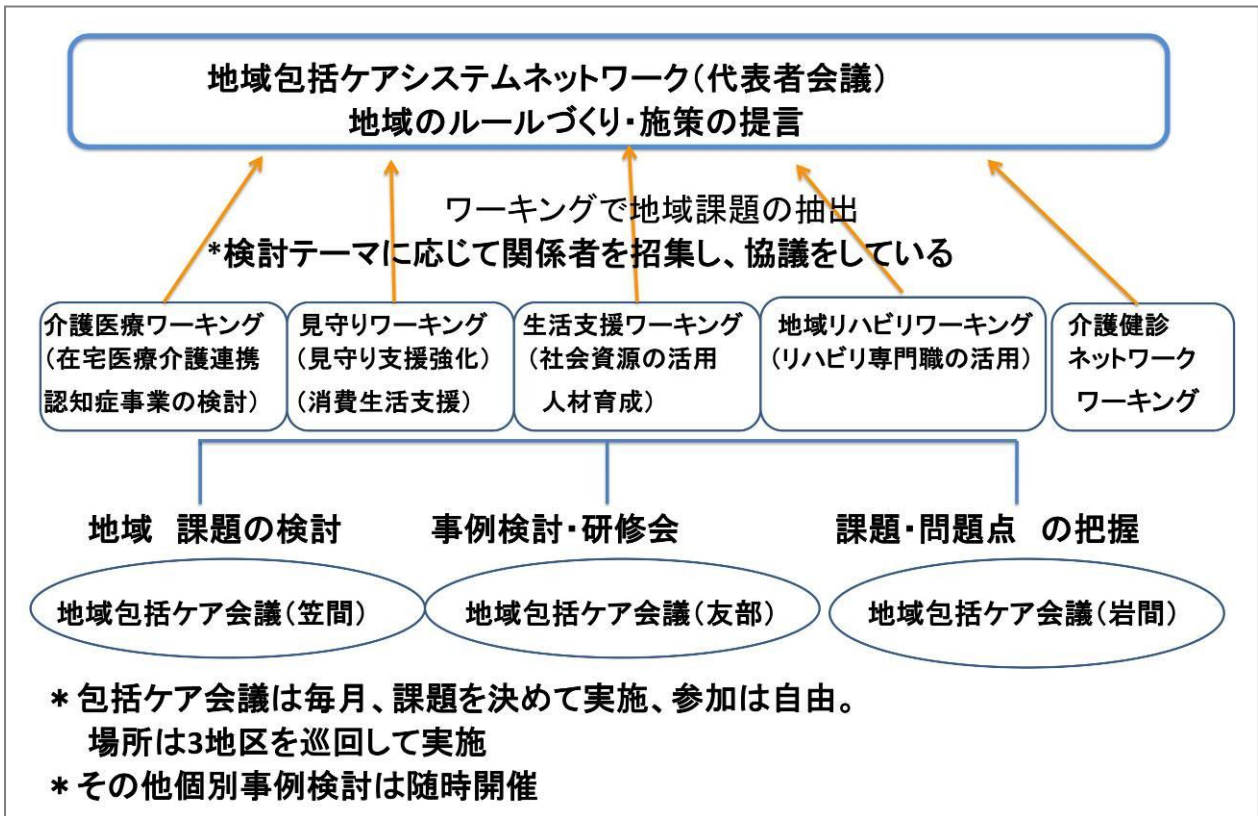 地域包括ケアシステムネットワーク(代表者会議)
地域のルールづくり・施策の提言
ワーキングで地域課題の抽出
*検討テーマに応じて関係者を招集し、協議をしている
介護医療ワーキング
(在宅医療介護連携
認知症事業の検討)
見守りワーキング
(見守り支援強化)
(消費生活支援)
生活支援ワーキング
(社会資源の活用
人材育成)
地域リハビリワーキング
(リハビリ専門職の活用)
介護健診
ネットワーク
ワーキング
地域　課題の検討
事例検討・研修会
課題・問題点　の把握
地域包括ケア会議(笠間)
地域包括ケア会議(友部)
地域包括ケア会議(岩間)
＊包括ケア会議は毎月、課題を決めて実施、参加は自由。
場所は3地区を巡回して実施
＊その他個別事例検討は随時開催